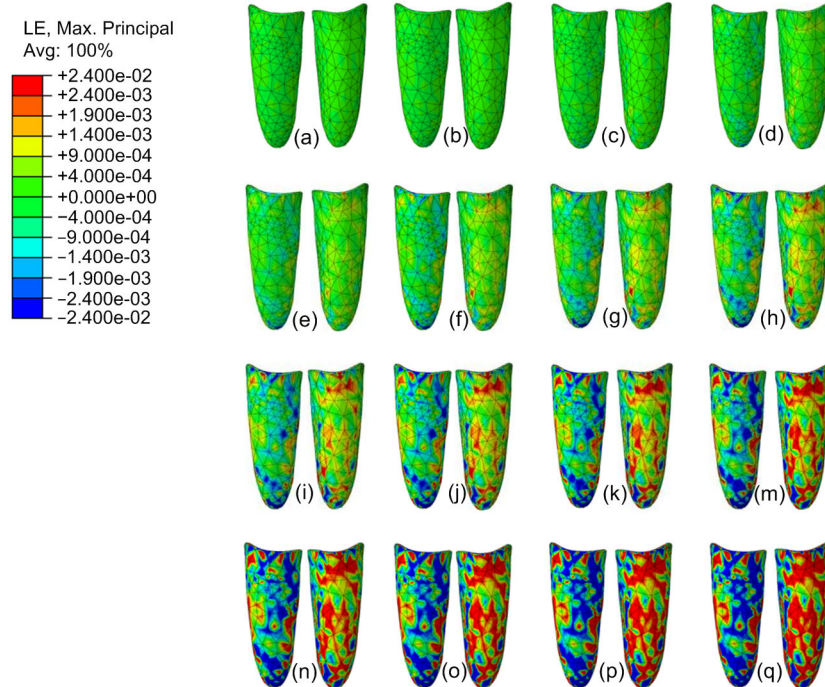 LE, Max. Principal
Avg: 100%
+2.400e-02
+2.400e-03
+1.900e-03
+1.400e-03
+9.000e-04
+4.000e-04
+0.000e+00
−4.000e-04
−9.000e-04
−1.400e-03
−1.900e-03
−2.400e-03
−2.400e-02
(a)
(b)
(c)
(d)
(e)
(f)
(g)
(h)
(i)
(j)
(k)
(m)
(n)
(o)
(p)
(q)